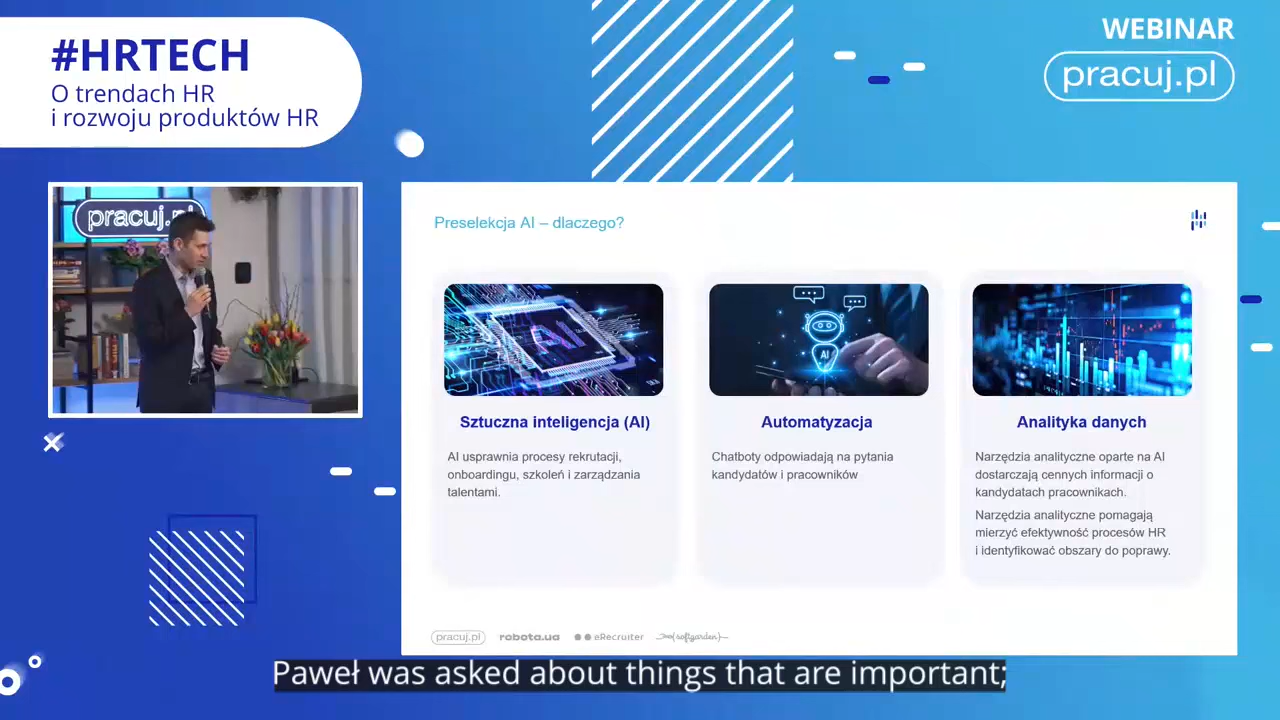 #HRTECH
O trendach HR
i rozwoju produktów HR
WEBINAR
pracuj.pl
pracuj.pl
Preselekcja AI – dlaczego?
AI
AI
Sztuczna inteligencja (AI)
AI usprawnia procesy rekrutacji,
onboardingu, szkoleń i zarządzania
talentami.
Automatyzacja
Chatboty odpowiadają na pytania
kandydatów i pracowników
Analityka danych
Narzędzia analityczne oparte na AI
dostarczają cennych informacji o
kandydatach pracownikach.
Narzędzia analityczne pomagają
mierzyć efektywność procesów HR
i identyfikować obszary do poprawy.
pracuj.pl robota.ua eRecruiter softgarden
Paweł was asked about things that are important;